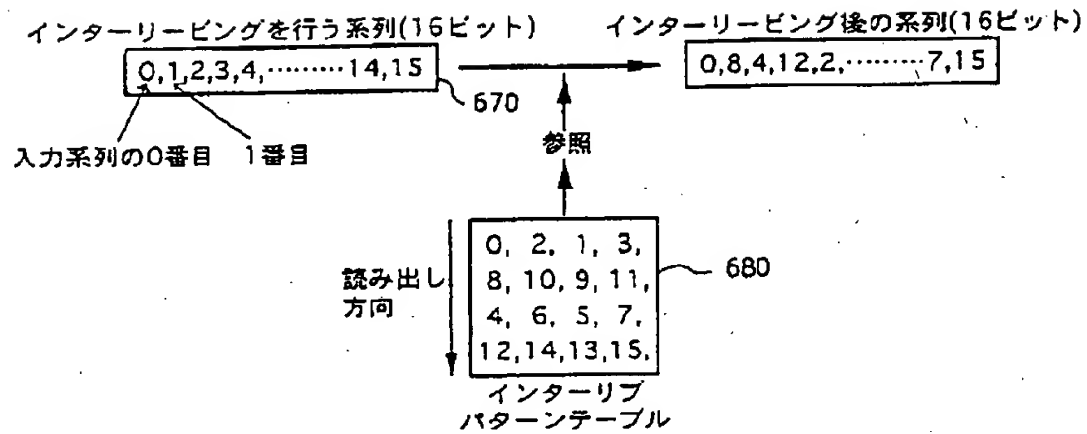 インターリービングを行う系列(16ビット)
インターリービング後の系列(16ビット)
0,1,2,3,4,………14,15
0,8,4,12,2,………7,15
670
入力系列の0番目
1番目
参照
読み出し
方向
0, 2, 1, 3,
8, 10, 9, 11,
4, 6, 5, 7,
12,14,13,15,
680
インターリブ
パターンテーブル